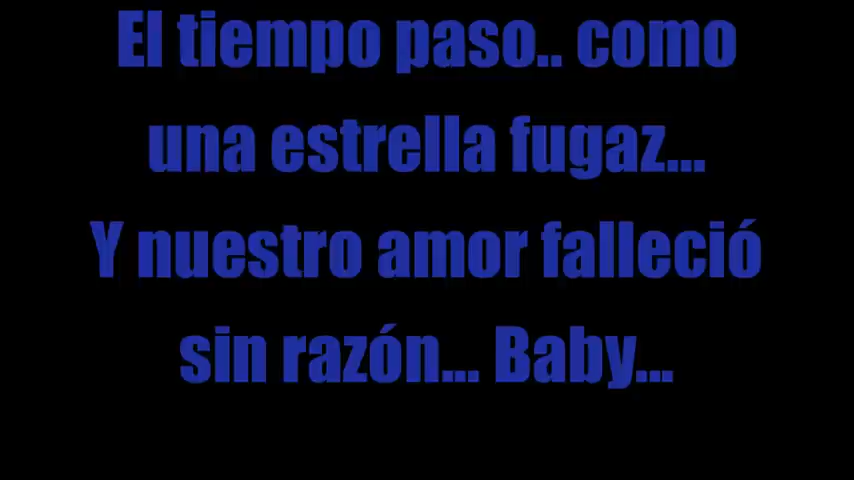 El tiempo paso.. como
una estrella fugaz...
Y nuestro amor falleció
sin razón... Baby...